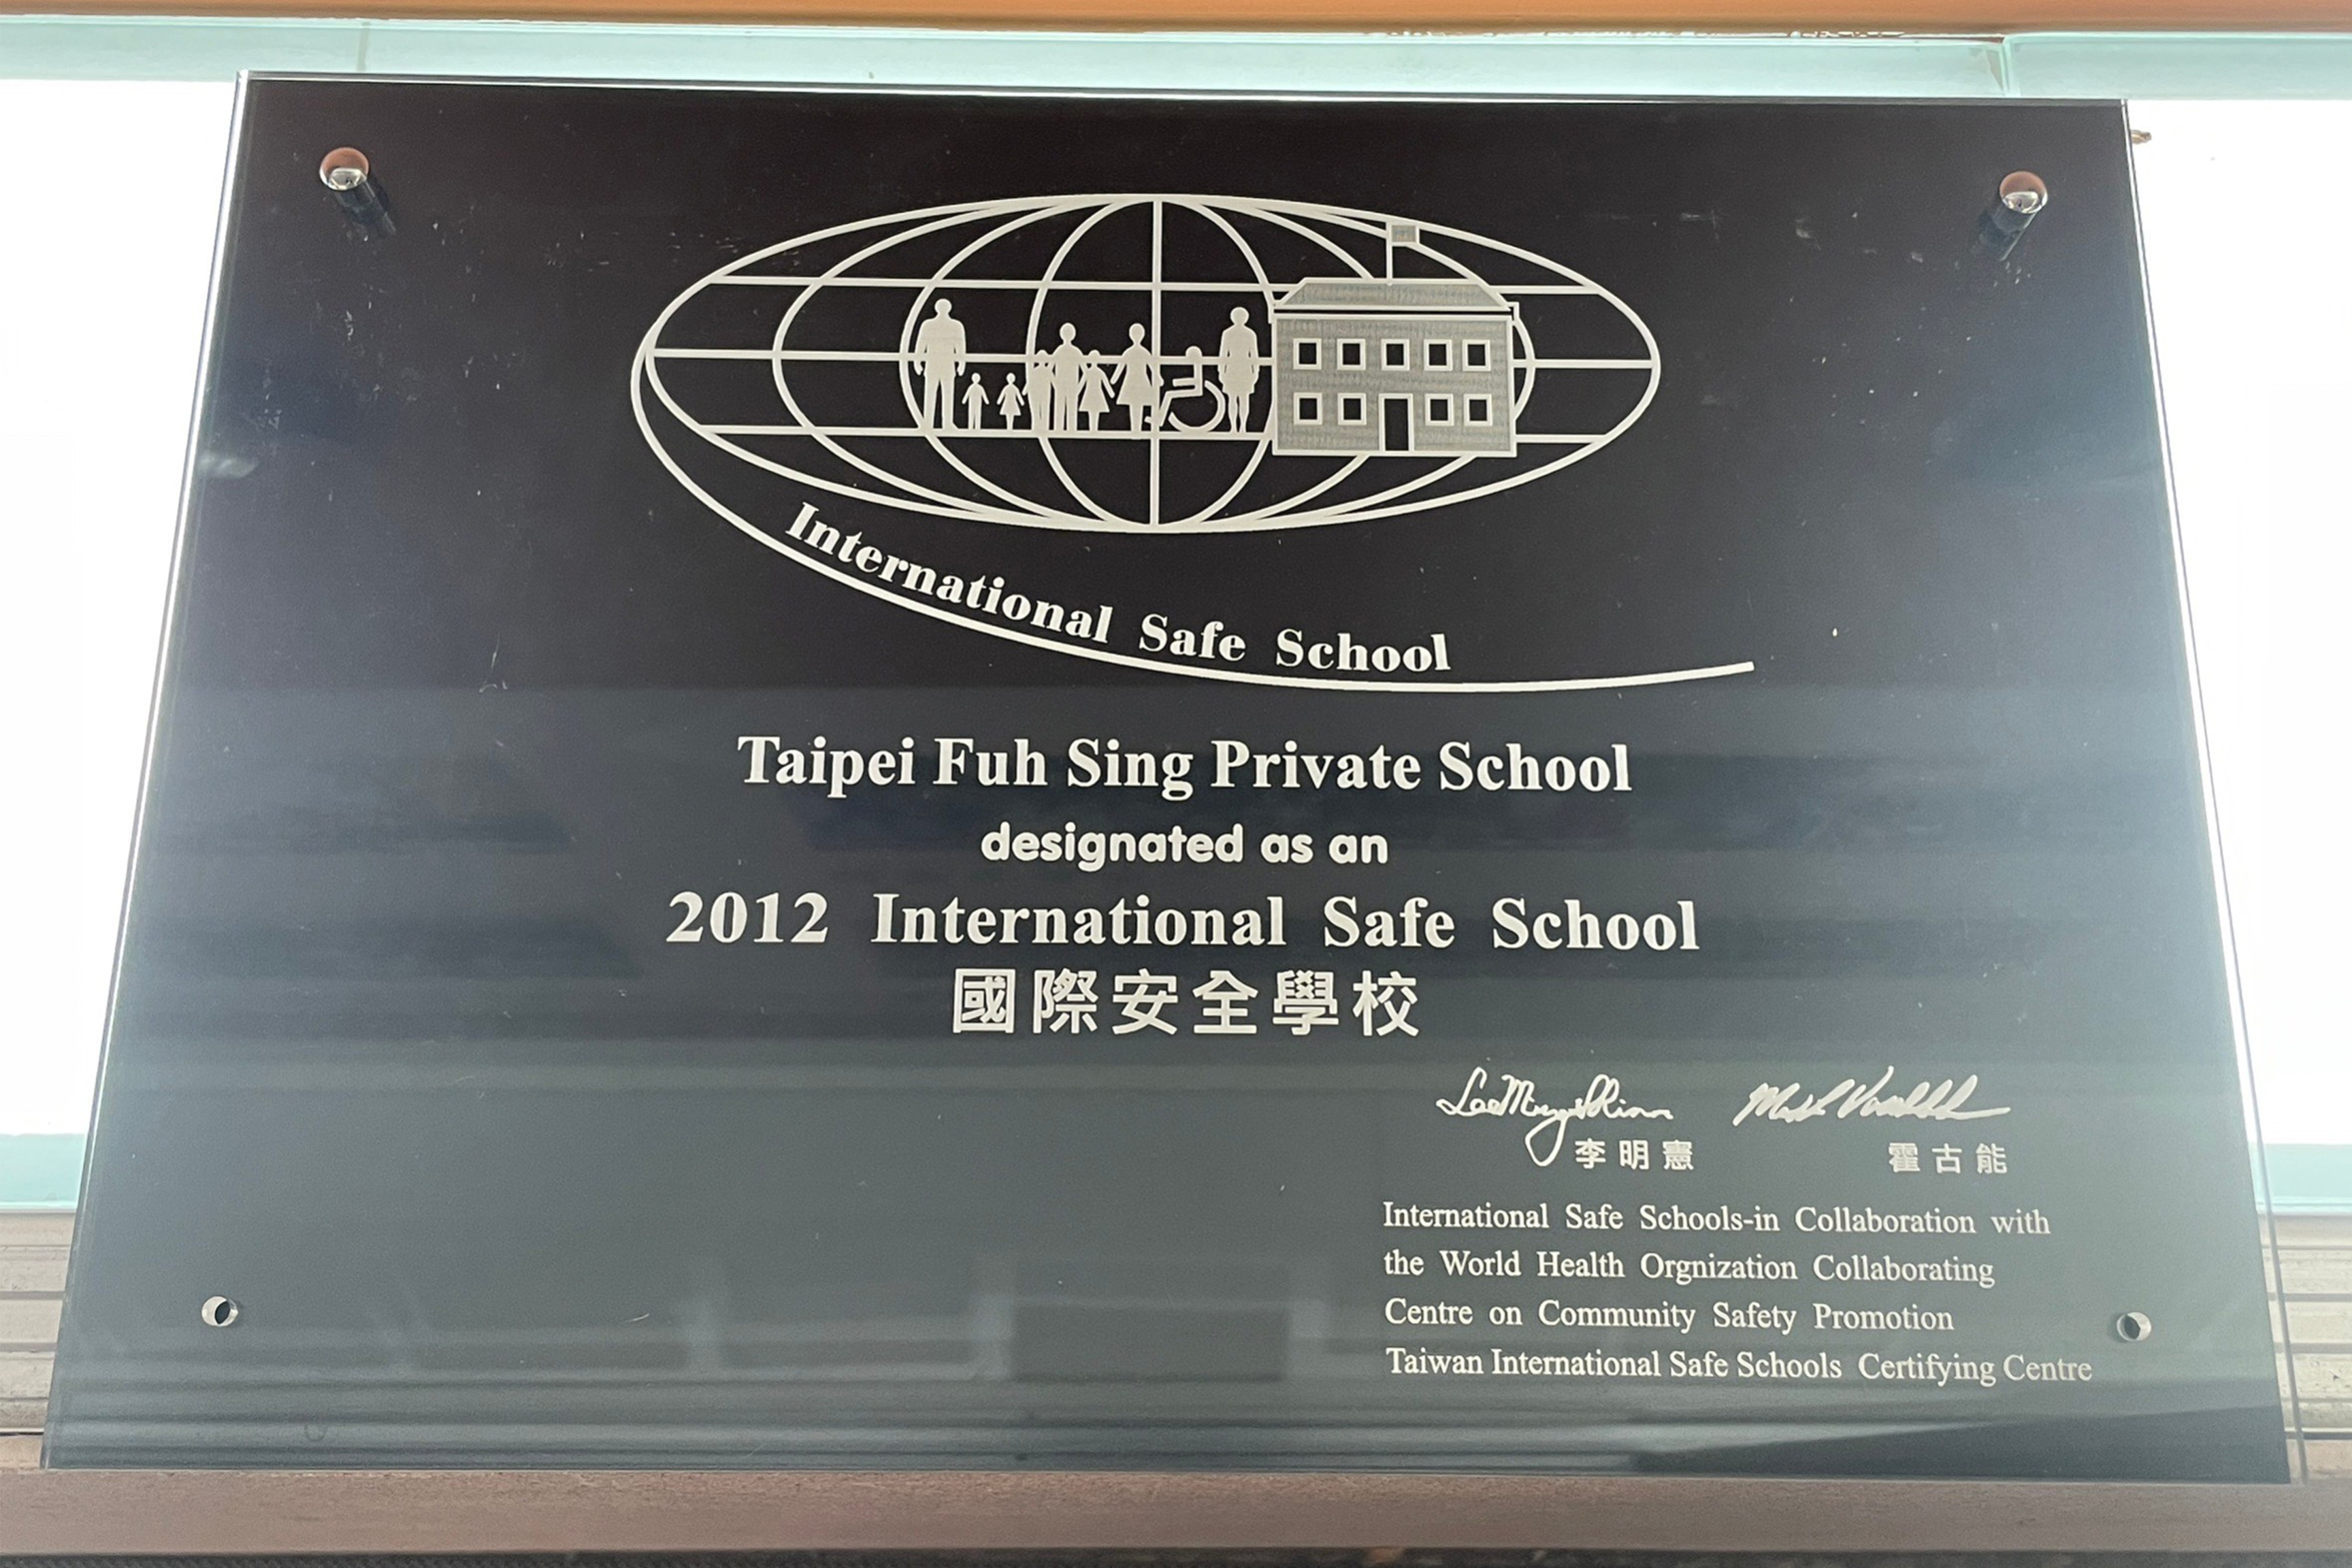 International Safe School
Taipei Fuh Sing Private School
designated as an
2012 International Safe School
國際安全學校
李明憲
霍古能
International Safe Schools-in Collaboration with
the World Health Orgnization Collaborating
Centre on Community Safety Promotion
Taiwan International Safe Schools Certifying Centre